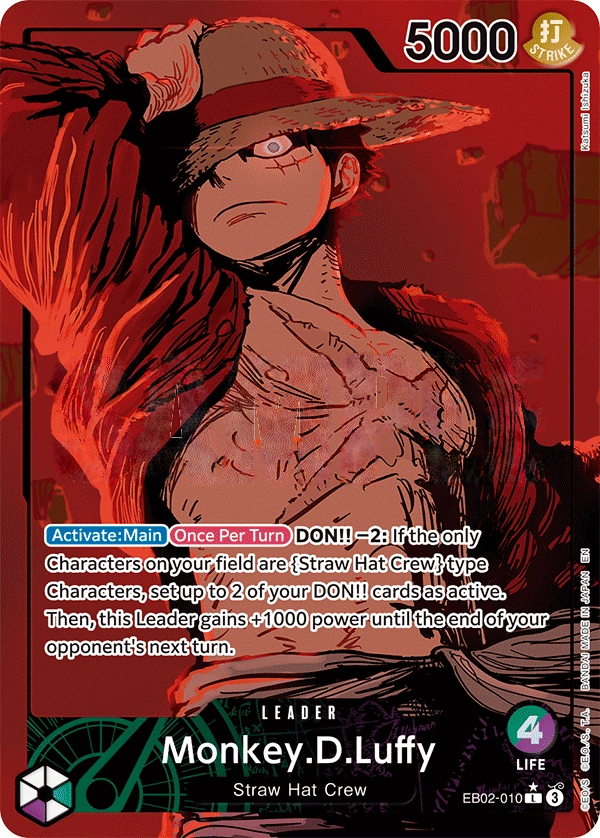 5000
打
STRIKE
Katsumi Ishizuka
Activate:Main Once Per Turn DON!! −2: If the only
Characters on your field are {Straw Hat Crew} type
Characters, set up to 2 of your DON!! cards as active.
Then, this Leader gains +1000 power until the end of your
opponent's next turn.
BANDAI MADE IN JAPAN EN
©E.O./S., T.A.
LEADER
Monkey.D.Luffy
Straw Hat Crew
4
LIFE
EB02-010 L 3